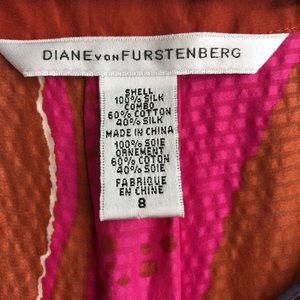 DIANE VON FURSTENBERG
SHELL
100% SILK
COMBO
60% COTTON
40% SILK
MADE IN CHINA
100% SOIE
ORNEMENT
60% COTON
40% SOIE
FABRIQUE
EN CHINE
8